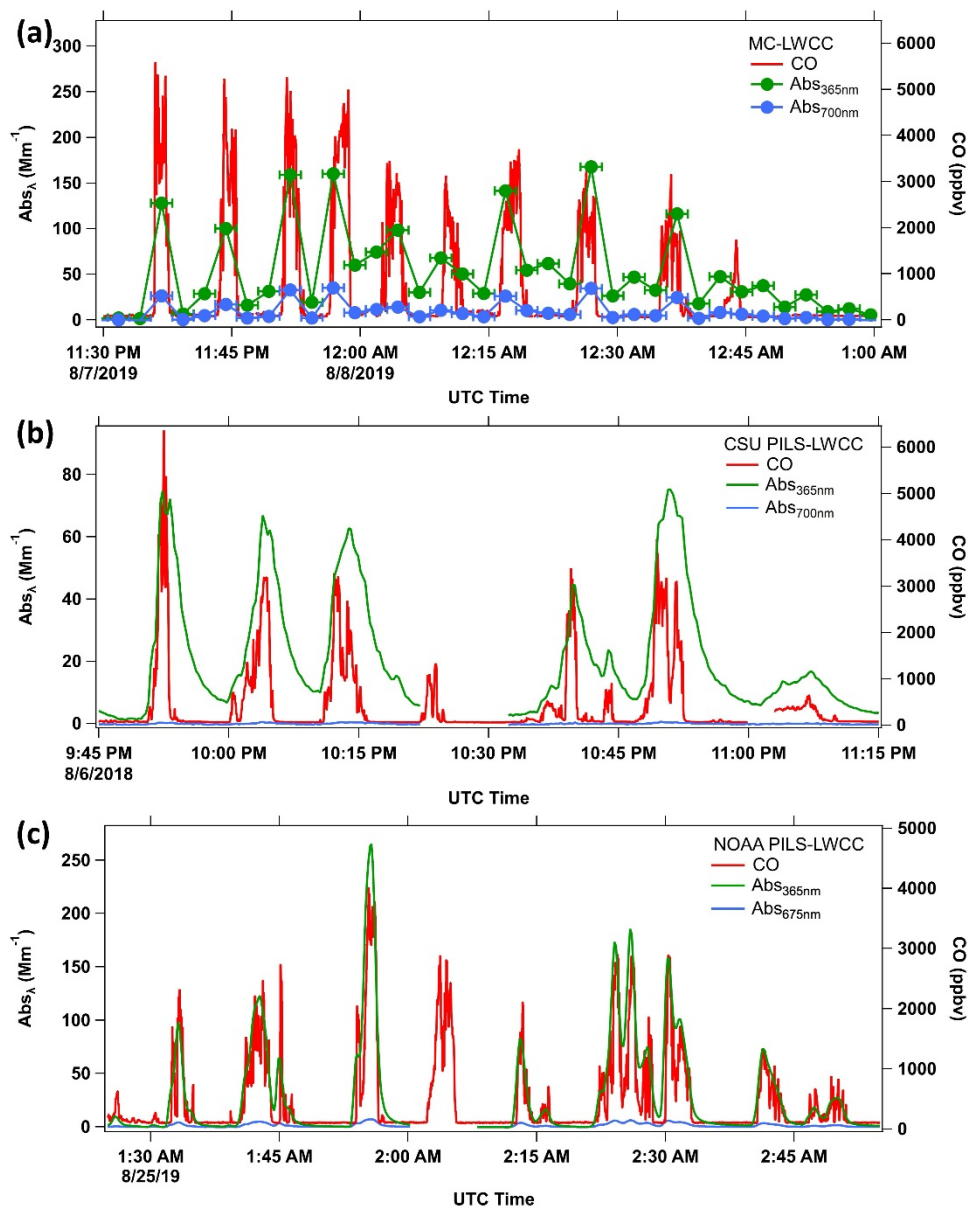 (a)
MC-LWCC
CO
Abs365nm
Abs700nm
Absλ (Mm-1)
300
250
200
150
100
50
0
CO (ppbv)
6000
5000
4000
3000
2000
1000
0
11:30 PM 11:45 PM 12:00 AM 12:15 AM 12:30 AM 12:45 AM 1:00 AM
8/7/2019 8/8/2019
UTC Time
(b)
CSU PILS-LWCC
CO
Abs365nm
Abs700nm
Absλ (Mm-1)
80
60
40
20
0
CO (ppbv)
6000
5000
4000
3000
2000
1000
0
9:45 PM 10:00 PM 10:15 PM 10:30 PM 10:45 PM 11:00 PM 11:15 PM
8/6/2018
UTC Time
(c)
NOAA PILS-LWCC
CO
Abs365nm
Abs675nm
Absλ (Mm-1)
250
200
150
100
50
0
CO (ppbv)
5000
4000
3000
2000
1000
0
1:30 AM 1:45 AM 2:00 AM 2:15 AM 2:30 AM 2:45 AM
8/25/19
UTC Time